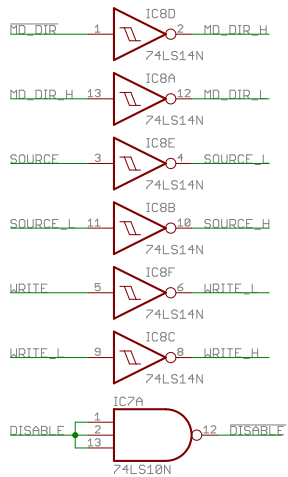 IC8D
MD_DIR 1 2 MD_DIR_H
74LS14N
IC8A
MD_DIR_H 13 12 MD_DIR_L
74LS14N
IC8E
SOURCE 3 4 SOURCE_L
74LS14N
IC8B
SOURCE_L 11 10 SOURCE_H
74LS14N
IC8F
WRITE 5 6 WRITE_L
74LS14N
IC8C
WRITE_L 9 8 WRITE_H
74LS14N
IC7A
1
DISABLE 2 12 DISABLE
13
74LS10N